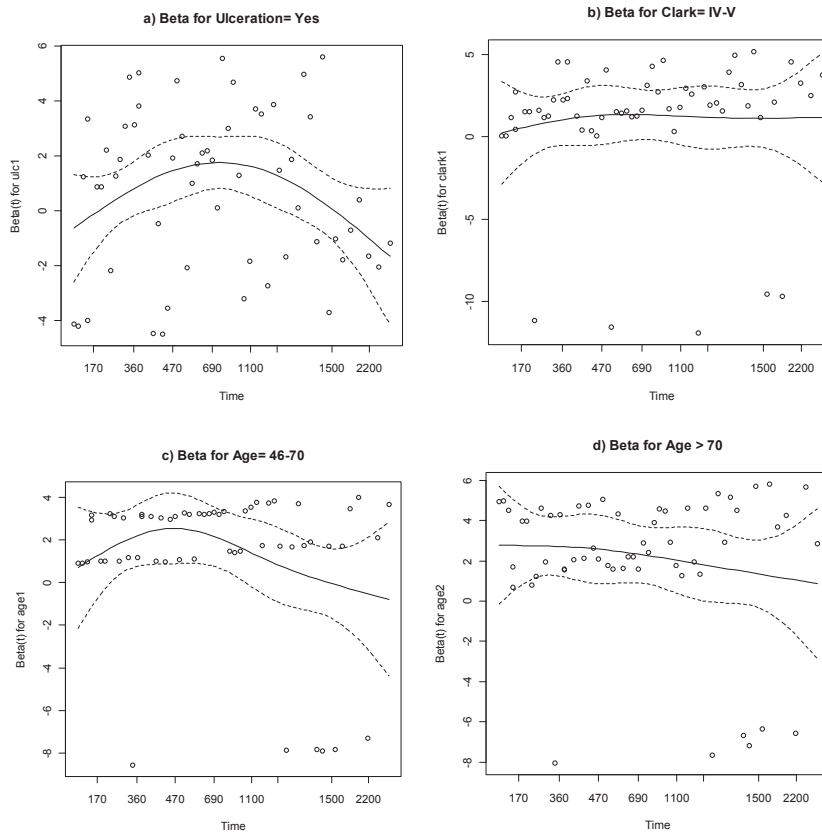 a) Beta for Ulceration= Yes
Beta(t) for ulc1
6
4
2
0
-2
-4
170 360 470 690 1100 1500 2200
Time
b) Beta for Clark= IV-V
Beta(t) for clark1
5
0
-5
-10
170 360 470 690 1100 1500 2200
Time
c) Beta for Age= 46-70
Beta(t) for age1
4
2
0
-2
-4
-6
-8
170 360 470 690 1100 1500 2200
Time
d) Beta for Age > 70
Beta(t) for age2
6
4
2
0
-2
-4
-6
-8
170 360 470 690 1100 1500 2200
Time